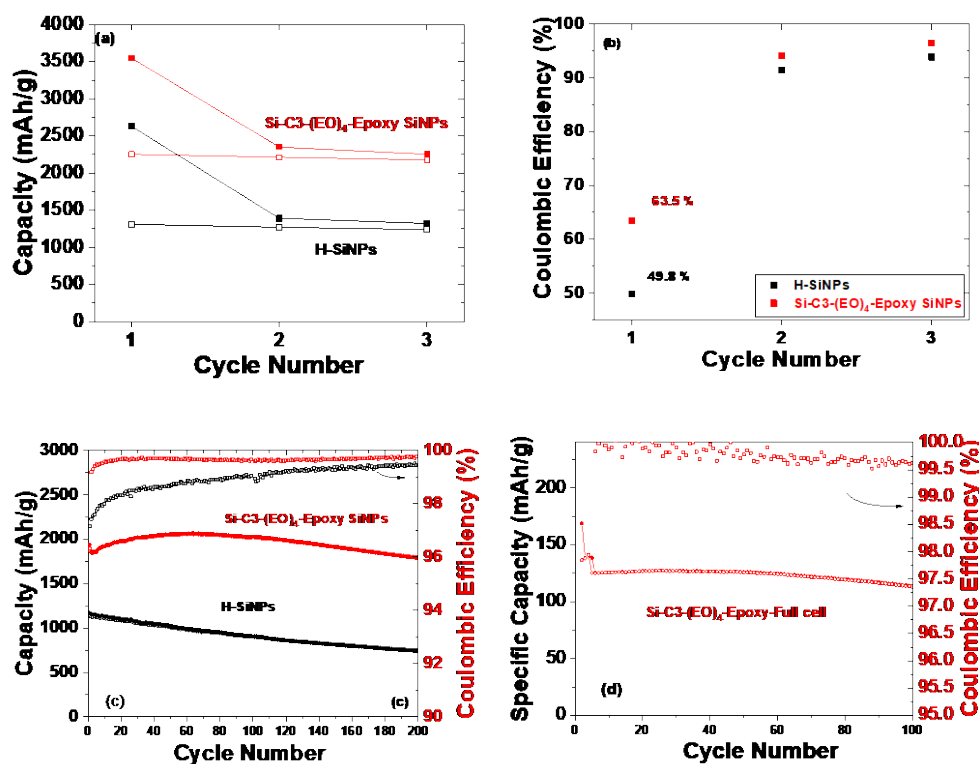 (a)
Capacity (mAh/g)
4000
3500
3000
2500
2000
1500
1000
500
0
Si-C3-(EO)4-Epoxy SiNPs
H-SiNPs
1 2 3
Cycle Number
(b)
Coulombic Efficiency (%)
100
90
80
70
60
50
63.5 %
49.8 %
H-SiNPs
Si-C3-(EO)4-Epoxy SiNPs
1 2 3
Cycle Number
Capacity (mAh/g)
3000
2500
2000
1500
1000
500
0
Si-C3-(EO)4-Epoxy SiNPs
H-SiNPs
(c) (c)
100
98
96
94
92
90
Coulombic Efficiency (%)
0 20 40 60 80 100 120 140 160 180 200
Cycle Number
Specific Capacity (mAh/g)
200
150
100
50
0
Si-C3-(EO)4-Epoxy-Full cell
(d)
100.0
99.5
99.0
98.5
98.0
97.5
97.0
96.5
96.0
95.5
95.0
Coulombic Efficiency (%)
0 20 40 60 80 100
Cycle Number